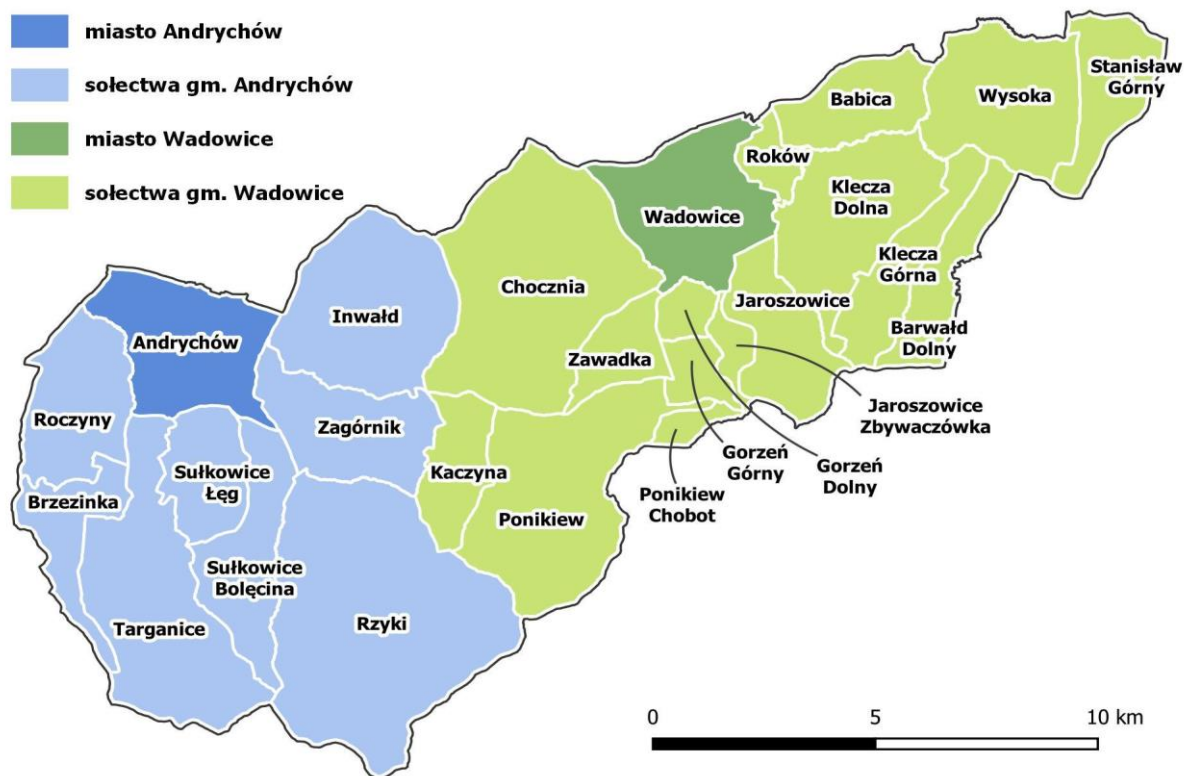 miasto Andrychów
sołectwa gm. Andrychów
miasto Wadowice
sołectwa gm. Wadowice
Stanisław
Górny
Wysoka
Babica
Roków
Klecza
Dolna
Wadowice
Klecza
Górna
Chocznia
Jaroszowice
Inwałd
Barwałd
Dolny
Andrychów
Zawadka
Jaroszowice
Zbywaczówka
Roczyny
Zagórnik
Gorzeń
Górny
Gorzeń
Dolny
Sułkowice
Łęg
Kaczyna
Brzezinka
Ponikiew
Chobot
Ponikiew
Sułkowice
Bolęcina
Targanice
Rzyki
0 5 10 km